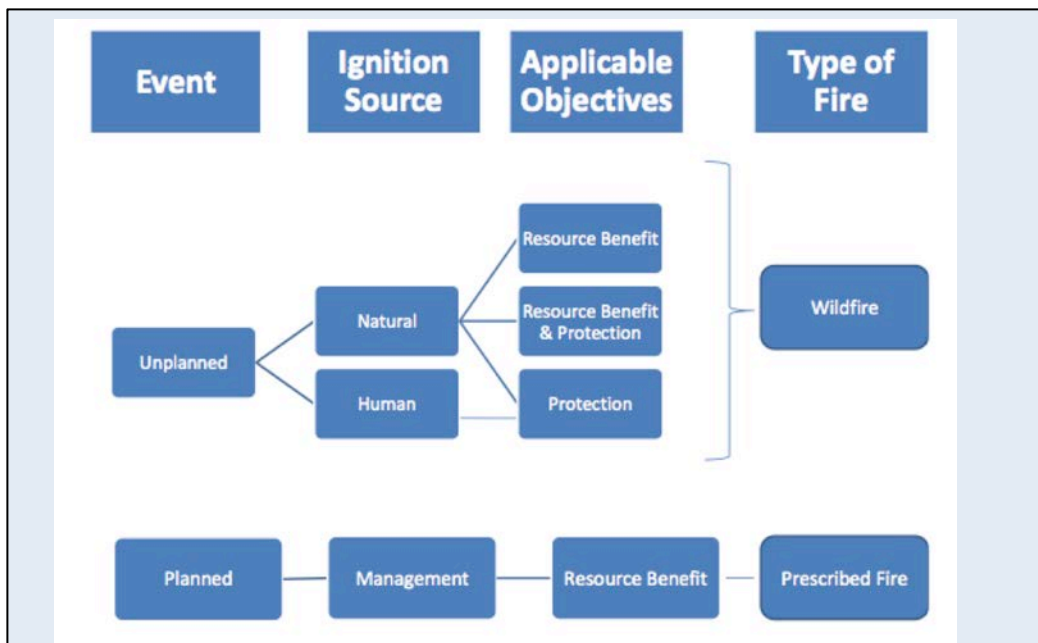 Event
Ignition
Source
Applicable
Objectives
Type of
Fire
Resource Benefit
Natural
Resource Benefit
& Protection
Wildfire
Unplanned
Human
Protection
Planned
Management
Resource Benefit
Prescribed Fire